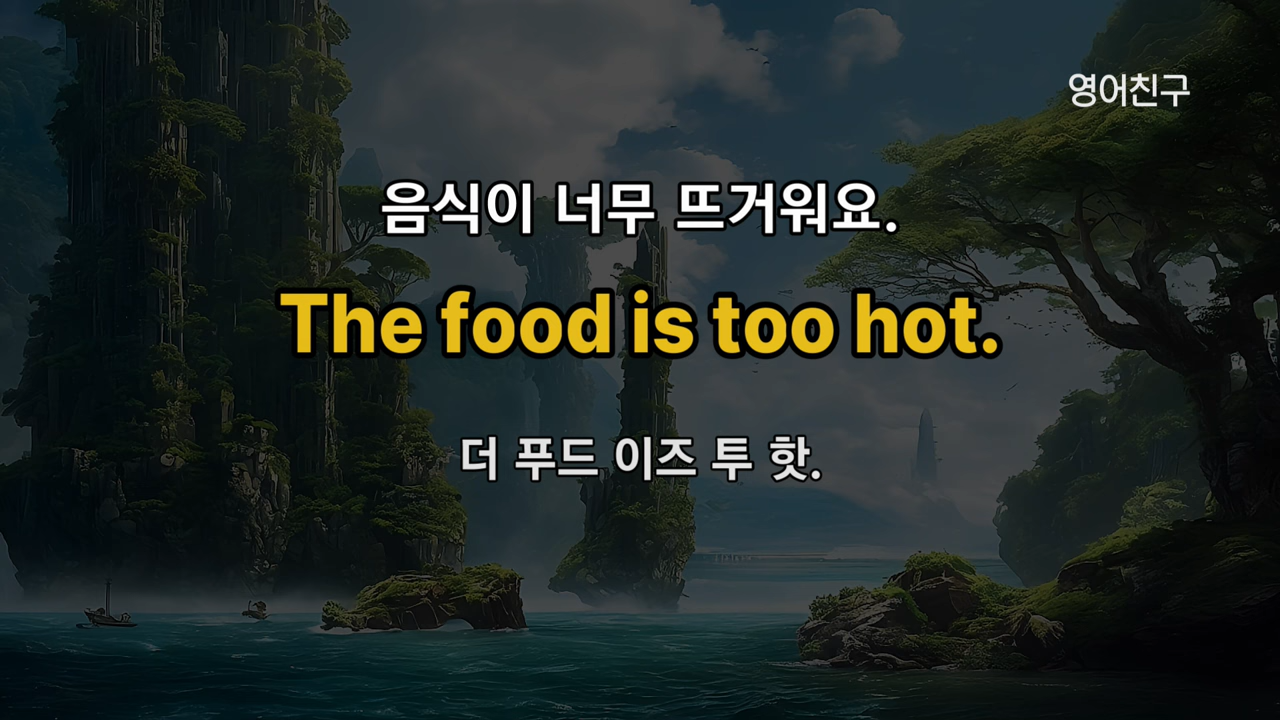 영어친구
음식이 너무 뜨거워요.
The food is too hot.
더 푸드 이즈 투 핫.